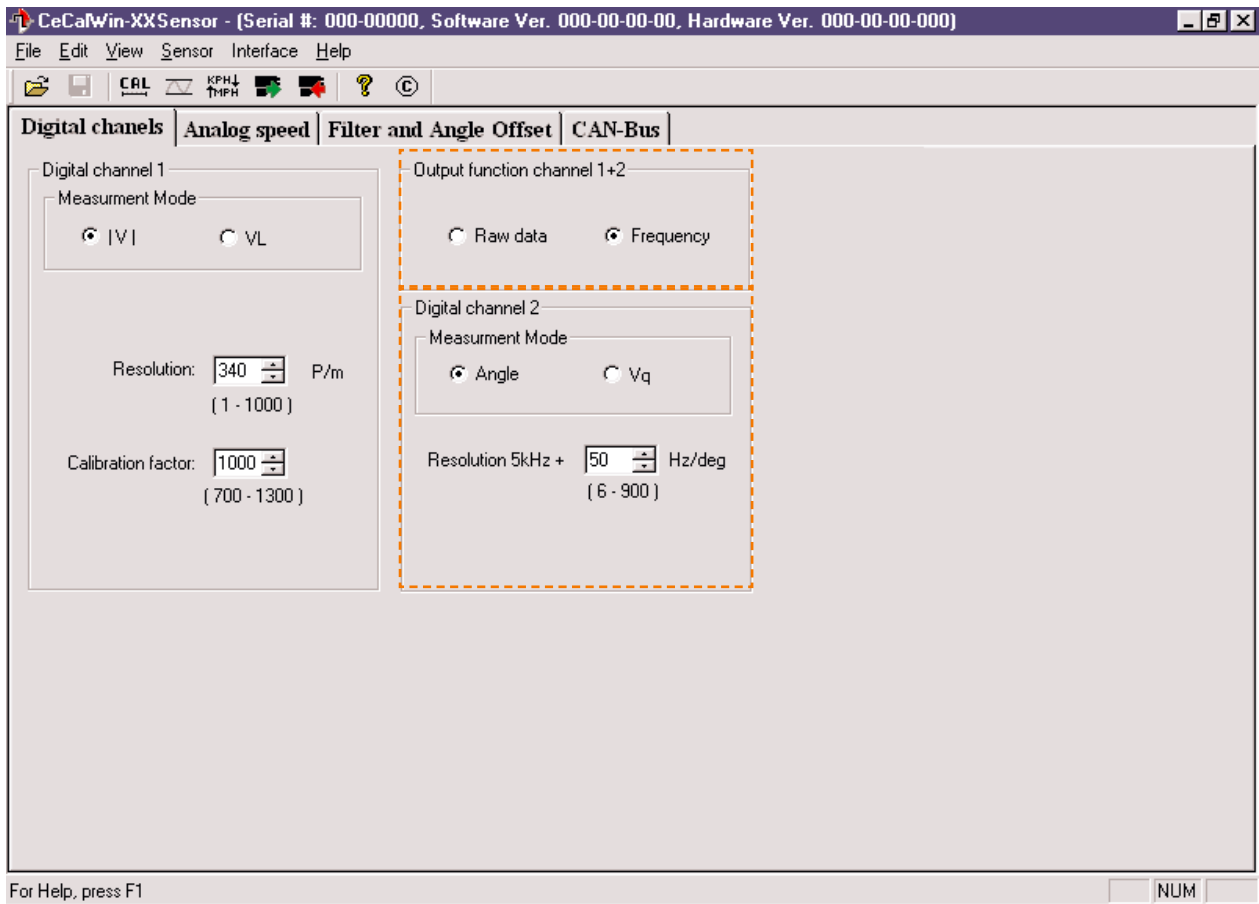 CeCalWin-XXSensor - (Serial #: 000-00000, Software Ver. 000-00-00-00, Hardware Ver. 000-00-00-000)
File Edit View Sensor Interface Help
CAL KPH MPH ? ©
Digital chanels Analog speed Filter and Angle Offset CAN-Bus
Digital channel 1
Measurment Mode
|V| VL
Resolution: 340 P/m
( 1 - 1000 )
Calibration factor: 1000
( 700 - 1300 )
Output function channel 1+2
Raw data Frequency
Digital channel 2
Measurment Mode
Angle Vq
Resolution 5kHz + 50 Hz/deg
( 6 - 900 )
For Help, press F1 NUM